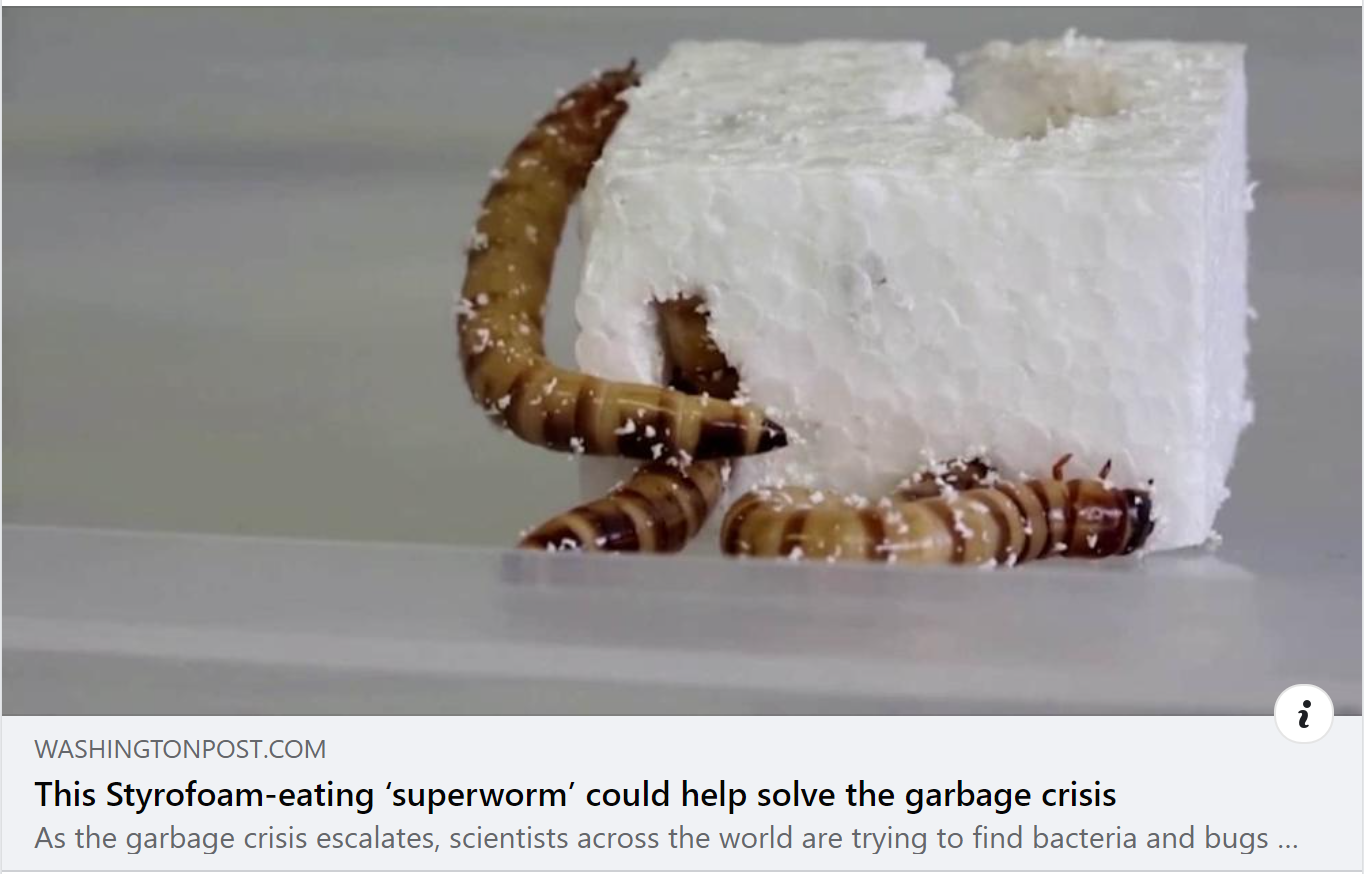 WASHINGTONPOST.COM
This Styrofoam-eating ‘superworm’ could help solve the garbage crisis
As the garbage crisis escalates, scientists across the world are trying to find bacteria and bugs ...